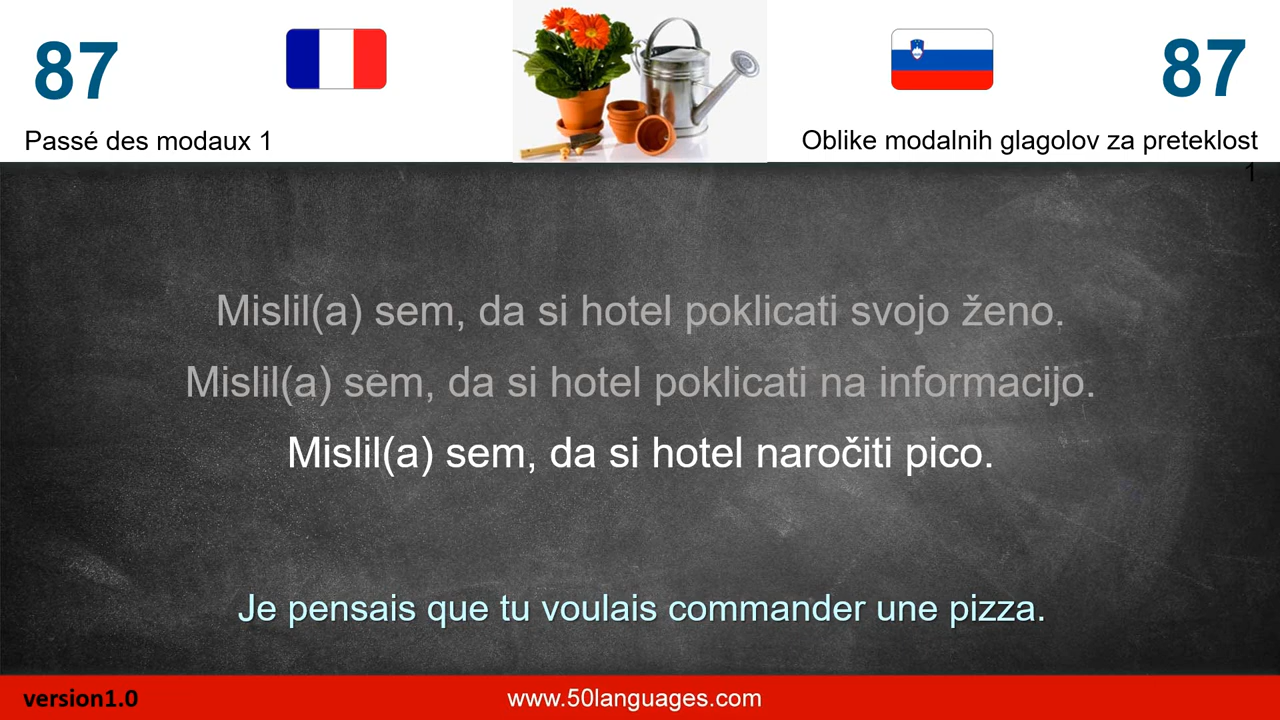 87
87
Passé des modaux 1
Oblike modalnih glagolov za preteklost
1
Mislil(a) sem, da si hotel poklicati svojo ženo.
Mislil(a) sem, da si hotel poklicati na informacijo.
Mislil(a) sem, da si hotel naročiti pico.
Je pensais que tu voulais commander une pizza.
version1.0
www.50languages.com